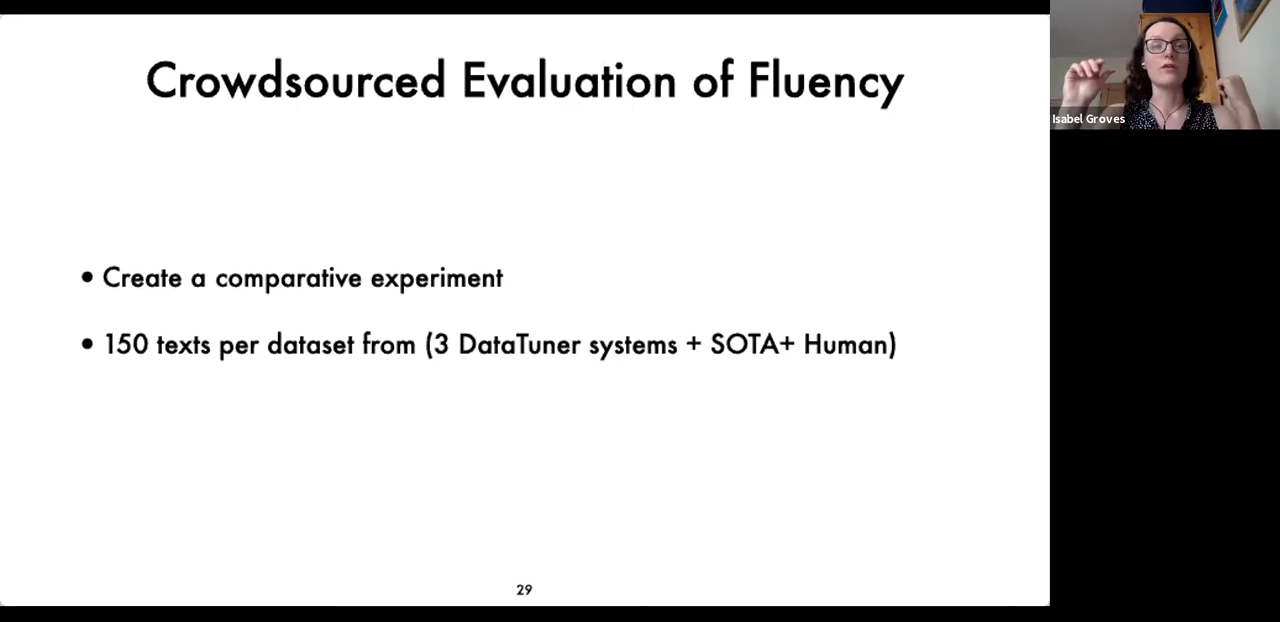 Crowdsourced Evaluation of Fluency
• Create a comparative experiment
• 150 texts per dataset from (3 DataTuner systems + SOTA+ Human)
29
Isabel Groves